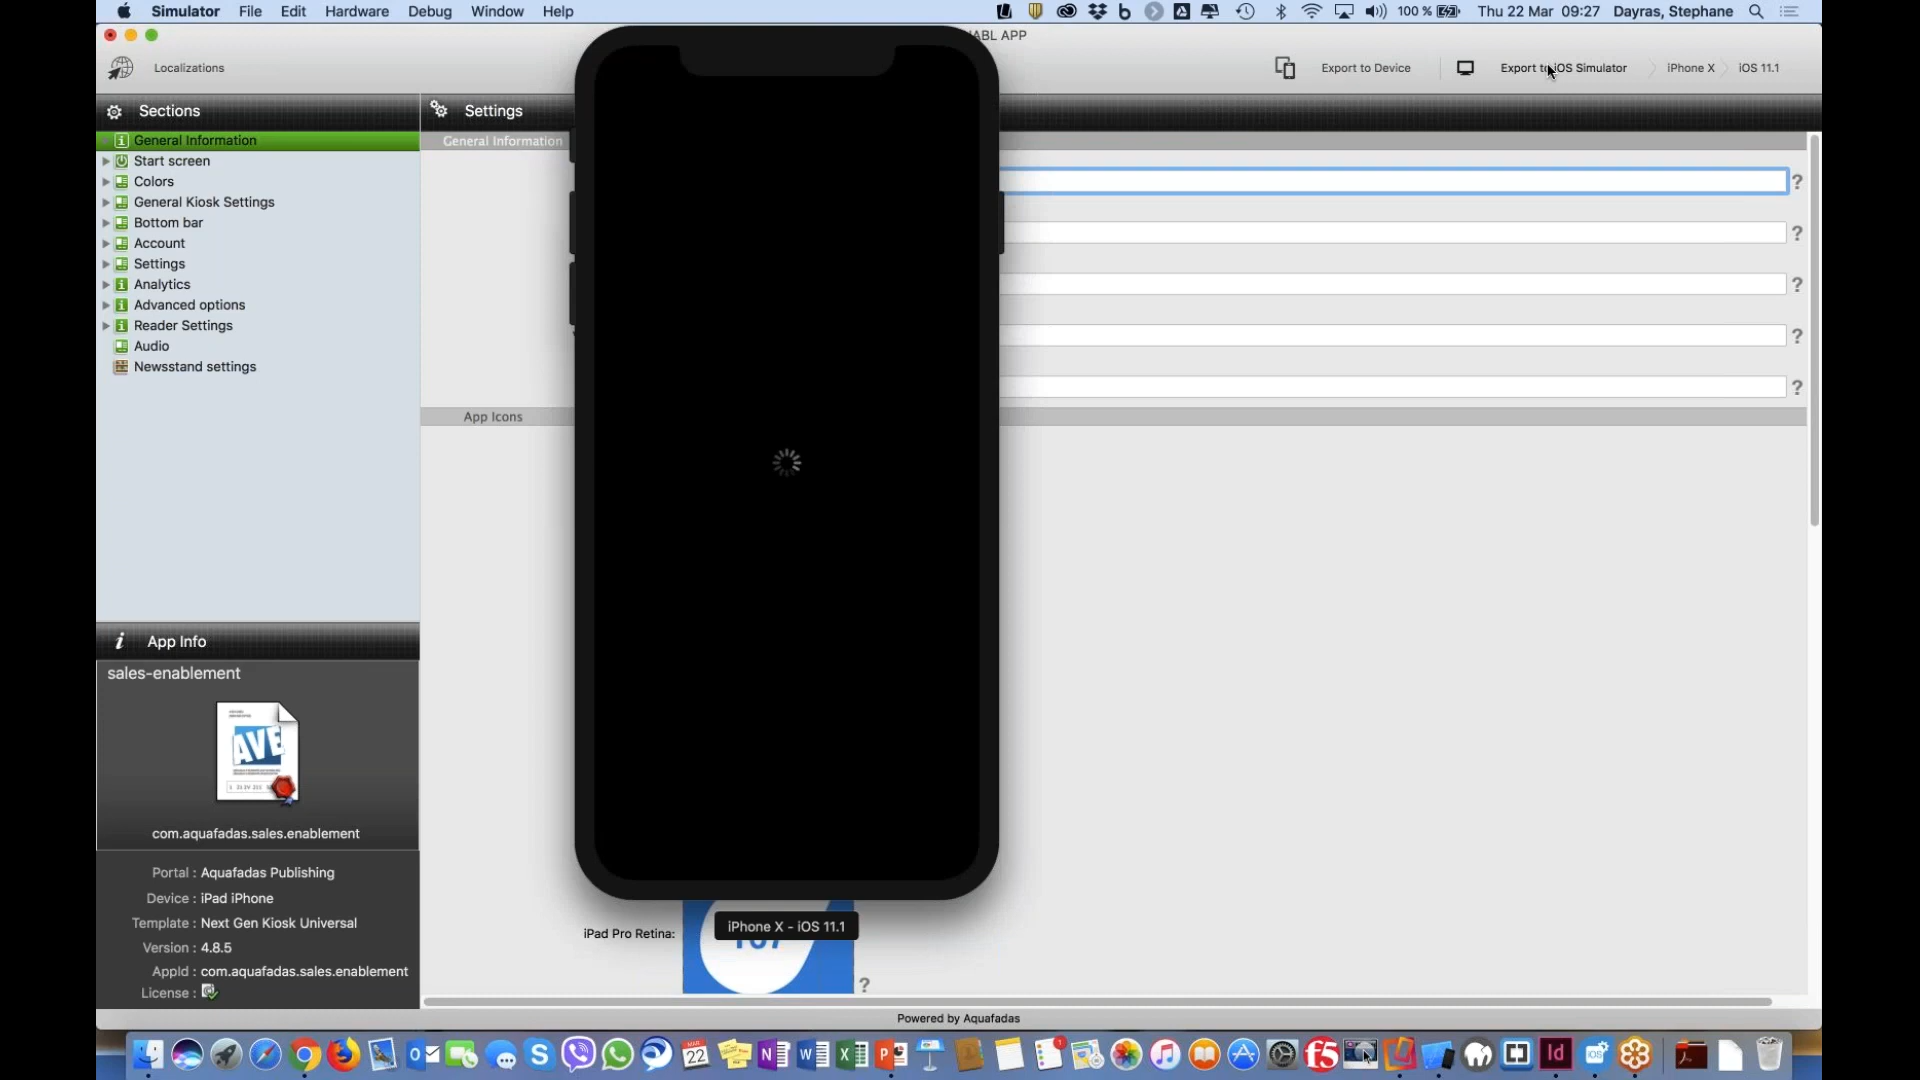 Simulator File Edit Hardware Debug Window Help 100 % Thu 22 Mar 09:27 Dayras, Stephane
ABL APP
Localizations
Export to Device Export to iOS Simulator iPhone X iOS 11.1
Sections
Settings
General Information
Start screen
Colors
General Kiosk Settings
Bottom bar
Account
Settings
Analytics
Advanced options
Reader Settings
Audio
Newsstand settings
General Information
?
?
?
?
?
App Icons
App Info
sales-enablement
AVE
com.aquafadas.sales.enablement
Portal : Aquafadas Publishing
Device : iPad iPhone
Template : Next Gen Kiosk Universal
Version : 4.8.5
AppId : com.aquafadas.sales.enablement
License :
iPhone X - iOS 11.1
iPad Pro Retina:
?
Powered by Aquafadas